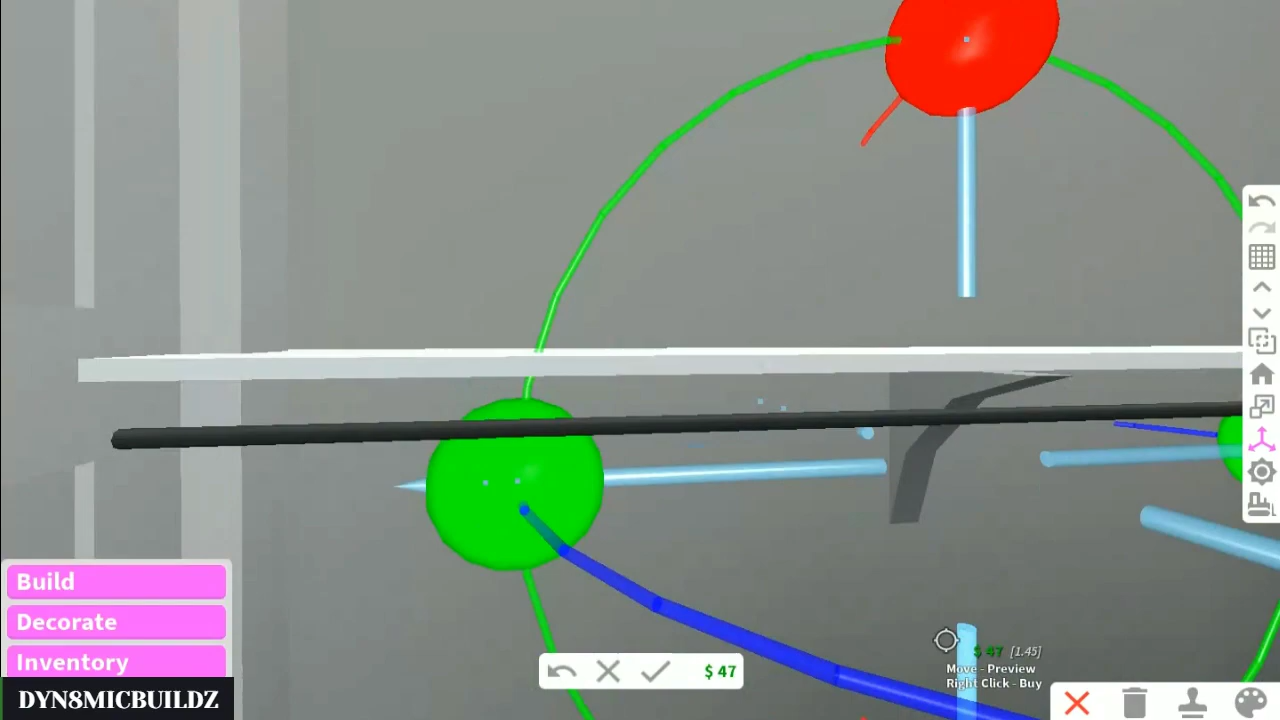 Build
Decorate
Inventory
DYN8MICBUILDZ
$ 47
$ 47 [1.45]
Move - Preview
Right Click - Buy